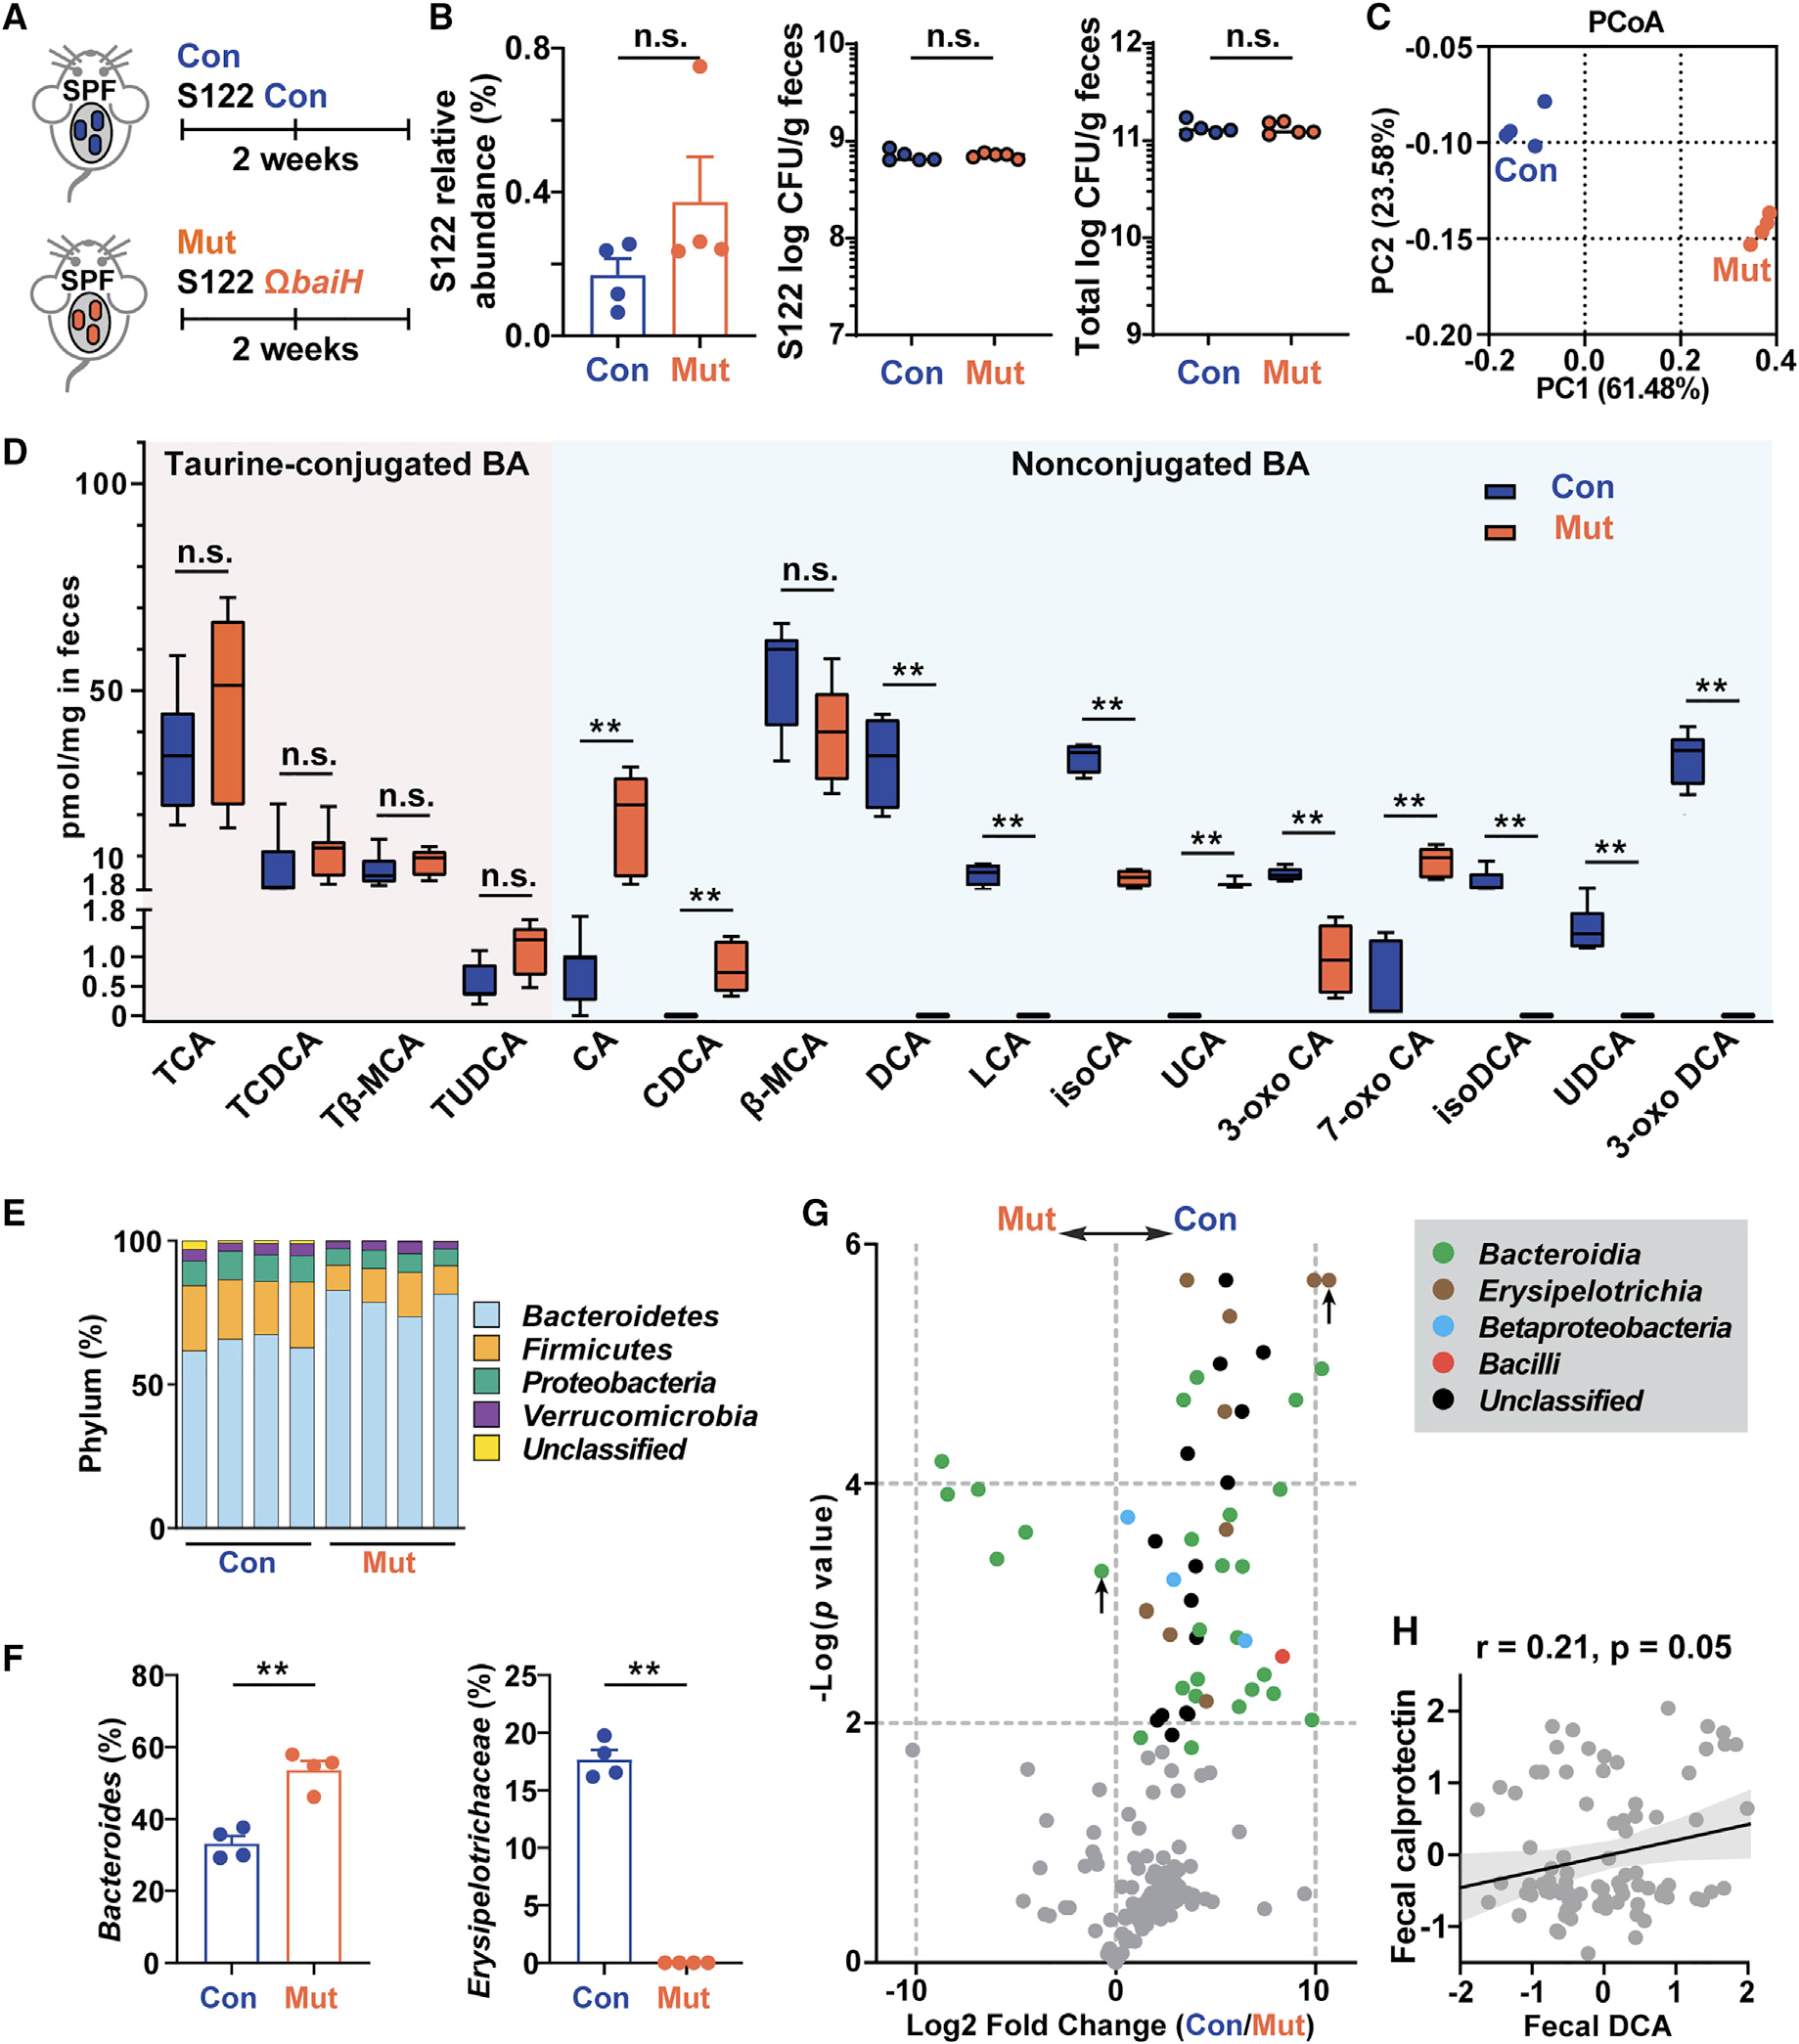 A
Con
S122 Con
SPF
2 weeks
Mut
S122 ΩbaiH
SPF
2 weeks
B
n.s.
S122 relative
abundance (%)
0.8
0.4
0.0
Con Mut
n.s.
S122 log CFU/g feces
10
9
8
7
Con Mut
n.s.
Total log CFU/g feces
12
11
10
9
Con Mut
C
PCoA
PC2 (23.58%)
-0.05
-0.10
-0.15
-0.20
Con
Mut
-0.2 0.0 0.2 0.4
PC1 (61.48%)
D
Taurine-conjugated BA
Nonconjugated BA
Con
Mut
pmol/mg in feces
100
50
10
1.8
1.8
1.0
0.5
0
n.s.
n.s.
n.s.
n.s.
**
**
n.s.
**
**
**
**
**
**
**
**
**
TCA
TCDCA
Tβ-MCA
TUDCA
CA
CDCA
β-MCA
DCA
LCA
isoCA
UCA
3-oxo CA
7-oxo CA
isoDCA
UDCA
3-oxo DCA
E
Phylum (%)
100
50
0
Con Mut
Bacteroidetes
Firmicutes
Proteobacteria
Verrucomicrobia
Unclassified
F
**
Bacteroides (%)
80
60
40
20
0
Con Mut
**
Erysipelotrichaceae (%)
25
20
15
10
5
0
Con Mut
G
Mut Con
-Log(p value)
6
4
2
0
-10 0 10
Log2 Fold Change (Con/Mut)
Bacteroidia
Erysipelotrichia
Betaproteobacteria
Bacilli
Unclassified
H
r = 0.21, p = 0.05
Fecal calprotectin
2
1
0
-1
-2 -1 0 1 2
Fecal DCA